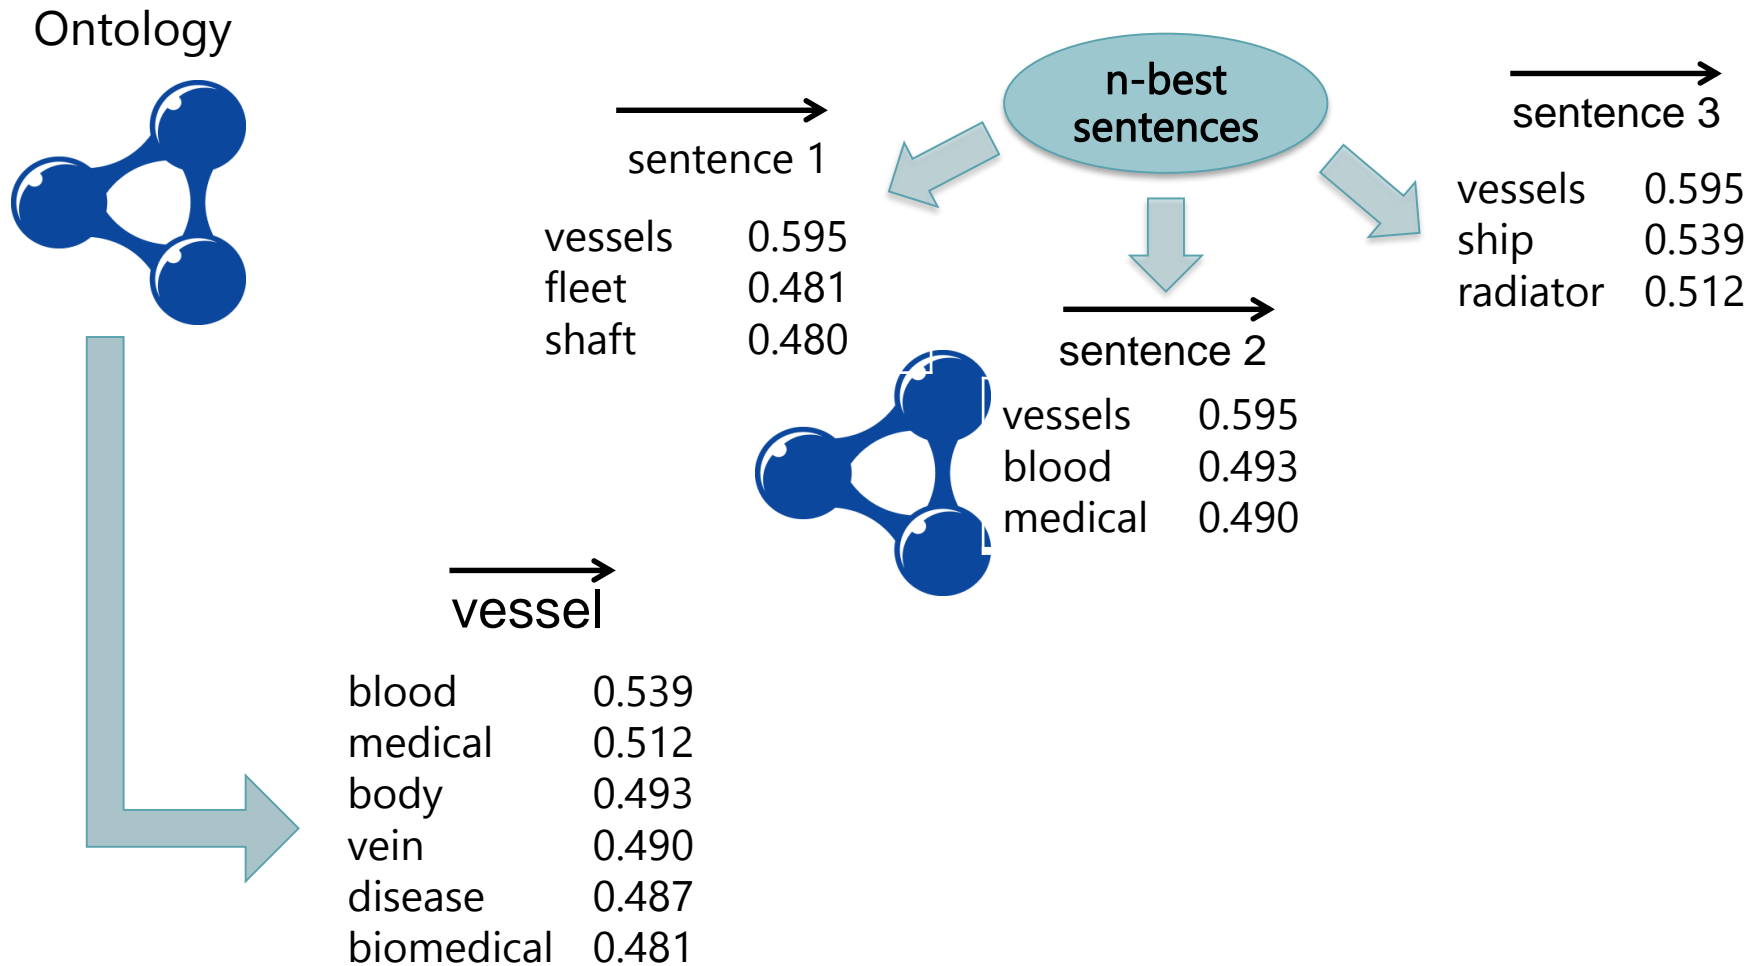 Ontology
n-best
sentences
sentence 1
vessels 0.595
fleet 0.481
shaft 0.480
sentence 2
vessels 0.595
blood 0.493
medical 0.490
sentence 3
vessels 0.595
ship 0.539
radiator 0.512
vessel
blood 0.539
medical 0.512
body 0.493
vein 0.490
disease 0.487
biomedical 0.481